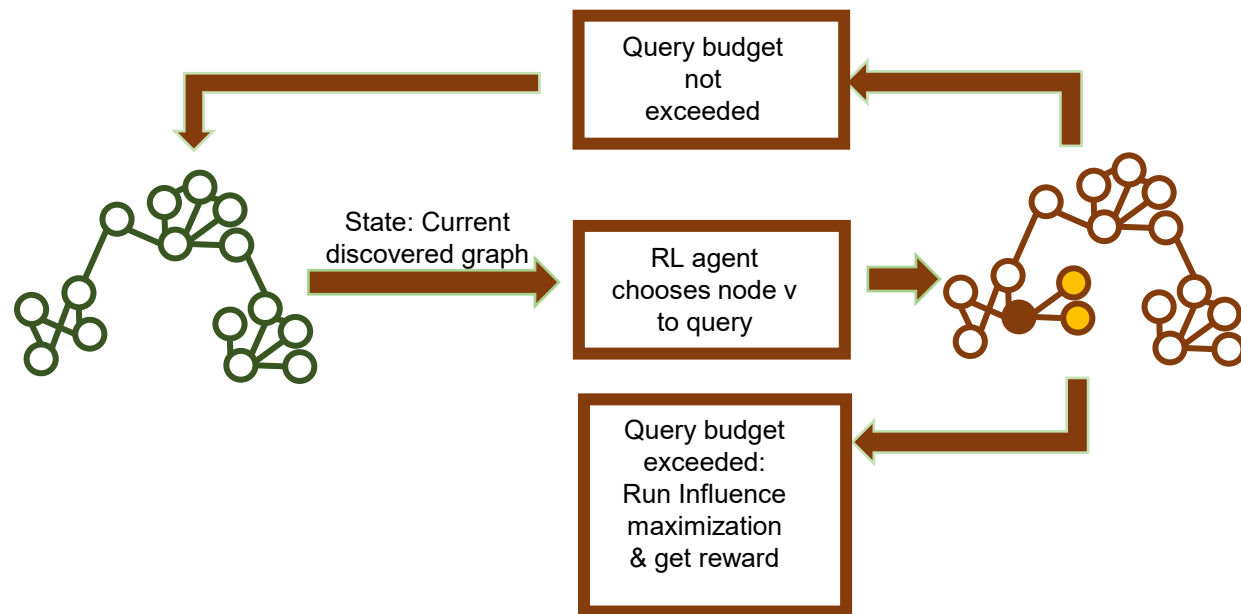 Query budget
not
exceeded
State: Current
discovered graph
RL agent
chooses node v
to query
Query budget
exceeded:
Run Influence
maximization
& get reward